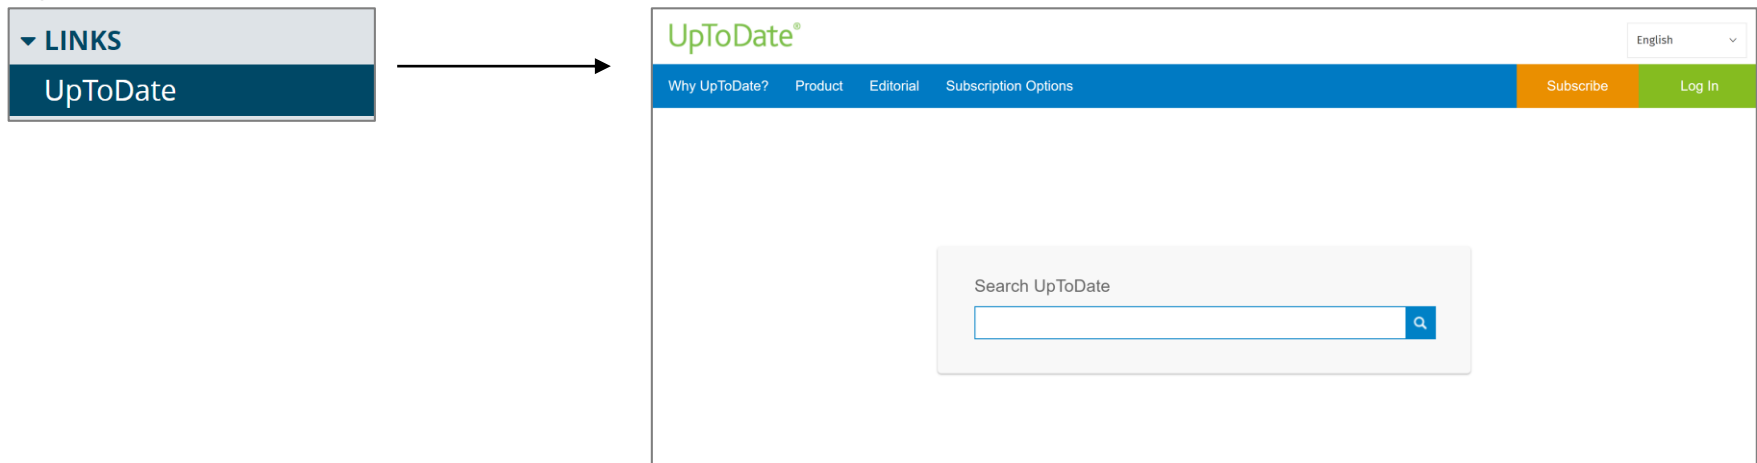 LINKS
UpToDate
UpToDate®
English
Why UpToDate? Product Editorial Subscription Options Subscribe Log In
Search UpToDate